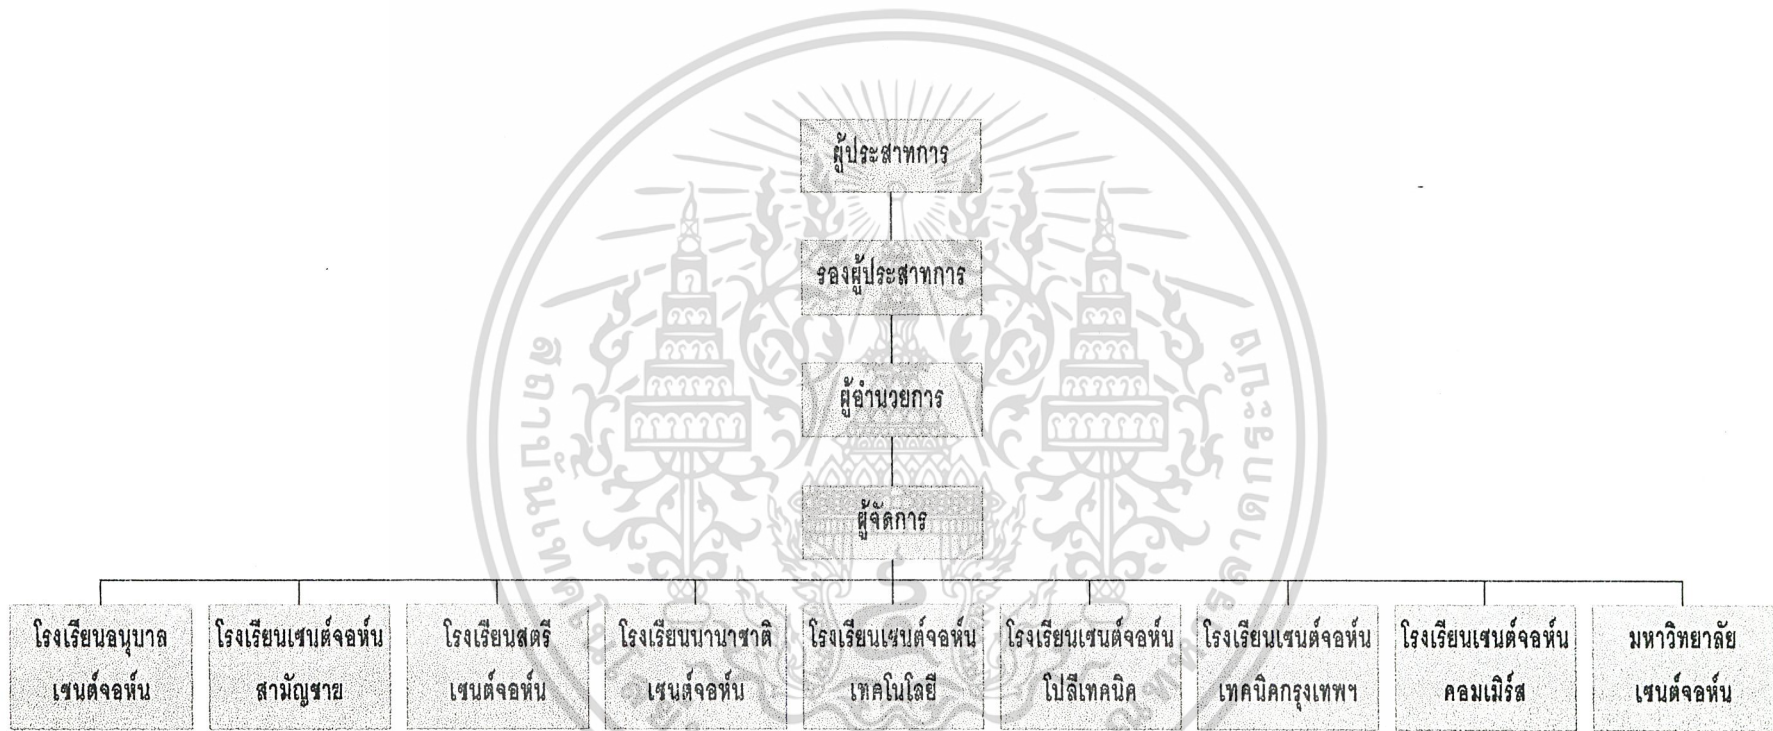 ผู้ประสาทการ
รองผู้ประสาทการ
ผู้อำนวยการ
ผู้จัดการ
โรงเรียนอนุบาล
เซนต์จอห์น
โรงเรียนเซนต์จอห์น
สามัญชาย
โรงเรียนสตรี
เซนต์จอห์น
โรงเรียนนานาชาติ
เซนต์จอห์น
โรงเรียนเซนต์จอห์น
เทคโนโลยี
โรงเรียนเซนต์จอห์น
โปลีเทคนิค
โรงเรียนเซนต์จอห์น
เทคนิคกรุงเทพฯ
โรงเรียนเซนต์จอห์น
คอมเมิร์ส
มหาวิทยาลัย
เซนต์จอห์น